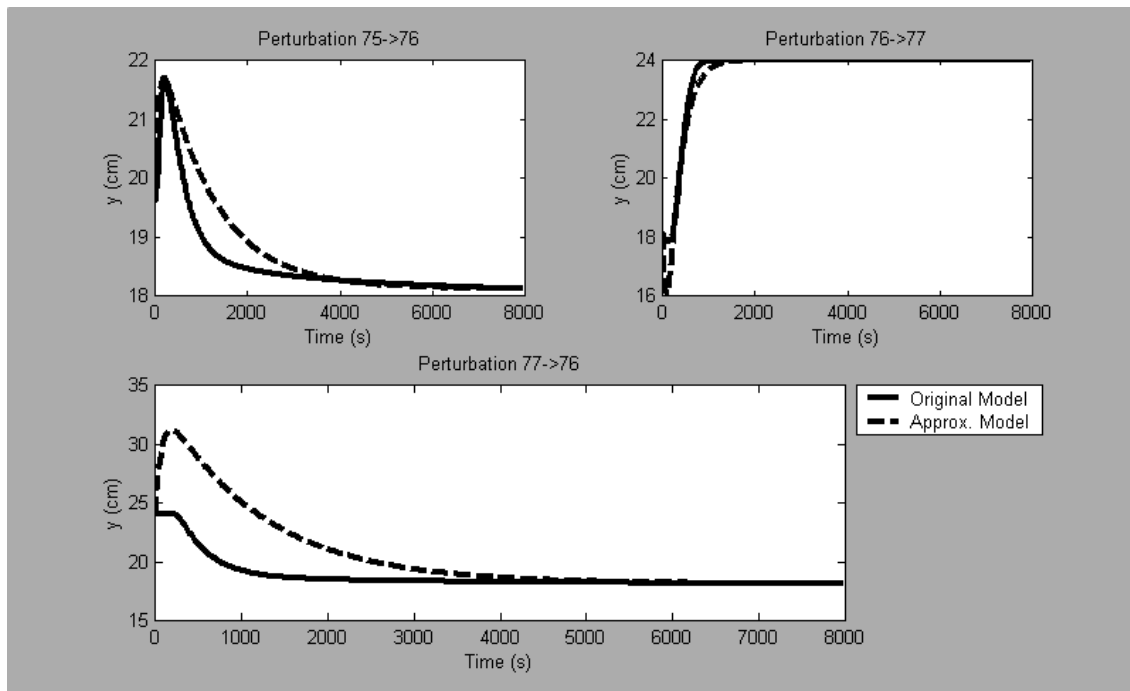 Perturbation 75->76
22
21
20
19
18
y (cm)
0 2000 4000 6000 8000
Time (s)
Perturbation 76->77
24
22
20
18
16
y (cm)
0 2000 4000 6000 8000
Time (s)
Perturbation 77->76
35
30
25
20
15
y (cm)
0 1000 2000 3000 4000 5000 6000 7000 8000
Time (s)
Original Model
Approx. Model